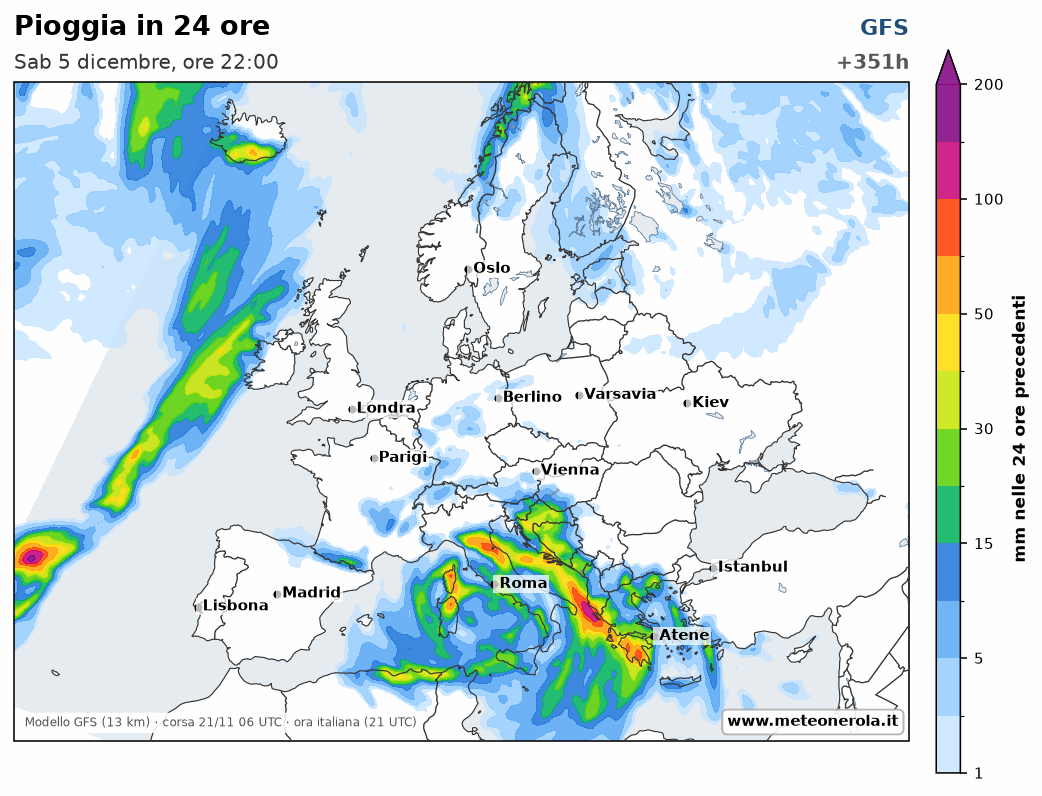 Pioggia in 24 ore
GFS
Sab 5 dicembre, ore 22:00
+351h
200
100
50
30
15
5
1
mm nelle 24 ore precedenti
Oslo
Londra
Berlino
Varsavia
Kiev
Parigi
Vienna
Istanbul
Roma
Madrid
Lisbona
Atene
Modello GFS (13 km) · corsa 21/11 06 UTC · ora italiana (21 UTC)
www.meteonerola.it